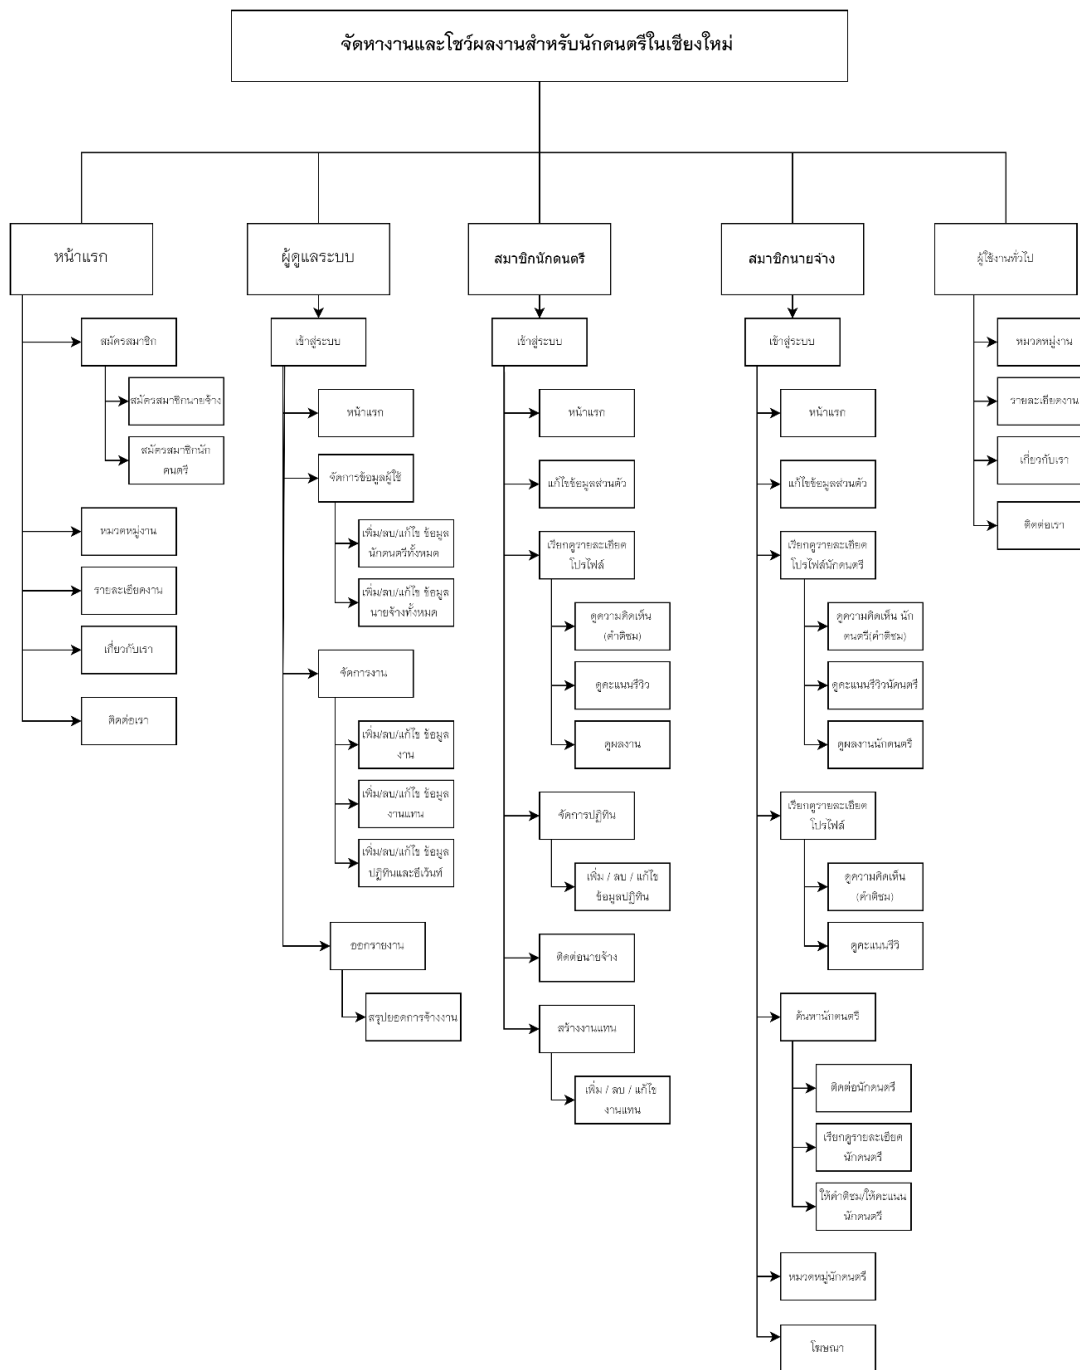 จัดหางานและโชว์ผลงานสำหรับนักดนตรีในเชียงใหม่
หน้าแรก
สมัครสมาชิก
สมัครสมาชิกนายจ้าง
สมัครสมาชิกนัก
ดนตรี
หมวดหมู่งาน
รายละเอียดงาน
เกี่ยวกับเรา
ติดต่อเรา
ผู้ดูแลระบบ
เข้าสู่ระบบ
หน้าแรก
จัดการข้อมูลผู้ใช้
เพิ่ม/ลบ/แก้ไข ข้อมูล
นักดนตรีทั้งหมด
เพิ่ม/ลบ/แก้ไข ข้อมูล
นายจ้างทั้งหมด
จัดการงาน
เพิ่ม/ลบ/แก้ไข ข้อมูล
งาน
เพิ่ม/ลบ/แก้ไข ข้อมูล
งานแทน
เพิ่ม/ลบ/แก้ไข ข้อมูล
ปฎิทินและอีเว้นท์
ออกรายงาน
สรุปยอดการจ้างงาน
สมาชิกนักดนตรี
เข้าสู่ระบบ
หน้าแรก
แก้ไขข้อมูลส่วนตัว
เรียกดูรายละเอียด
โปรไฟล์
ดูความคิดเห็น
(คำติชม)
ดูคะแนนรีวิว
ดูผลงาน
จัดการปฎิทิน
เพิ่ม / ลบ / แก้ไข
ข้อมูลปฎิทิน
ติดต่อนายจ้าง
สร้างงานแทน
เพิ่ม / ลบ / แก้ไข
งานแทน
สมาชิกนายจ้าง
เข้าสู่ระบบ
หน้าแรก
แก้ไขข้อมูลส่วนตัว
เรียกดูรายละเอียด
โปรไฟล์นักดนตรี
ดูความคิดเห็น นัก
ดนตรี(คำติชม)
ดูคะแนนรีวิวนัดนตรี
ดูผลงานนักดนตรี
เรียกดูรายละเอียด
โปรไฟล์
ดูความคิดเห็น
(คำติชม)
ดูคะแนนรีวิ
ค้นหานักดนตรี
ติดต่อนักดนตรี
เรียกดูรายละเอียด
นักดนตรี
ให้คำติชม/ให้คะแนน
นักดนตรี
หมวดหมู่นักดนตรี
โฆษณา
ผู้ใช้งานทั่วไป
หมวดหมู่งาน
รายละเอียดงาน
เกี่ยวกับเรา
ติดต่อเรา